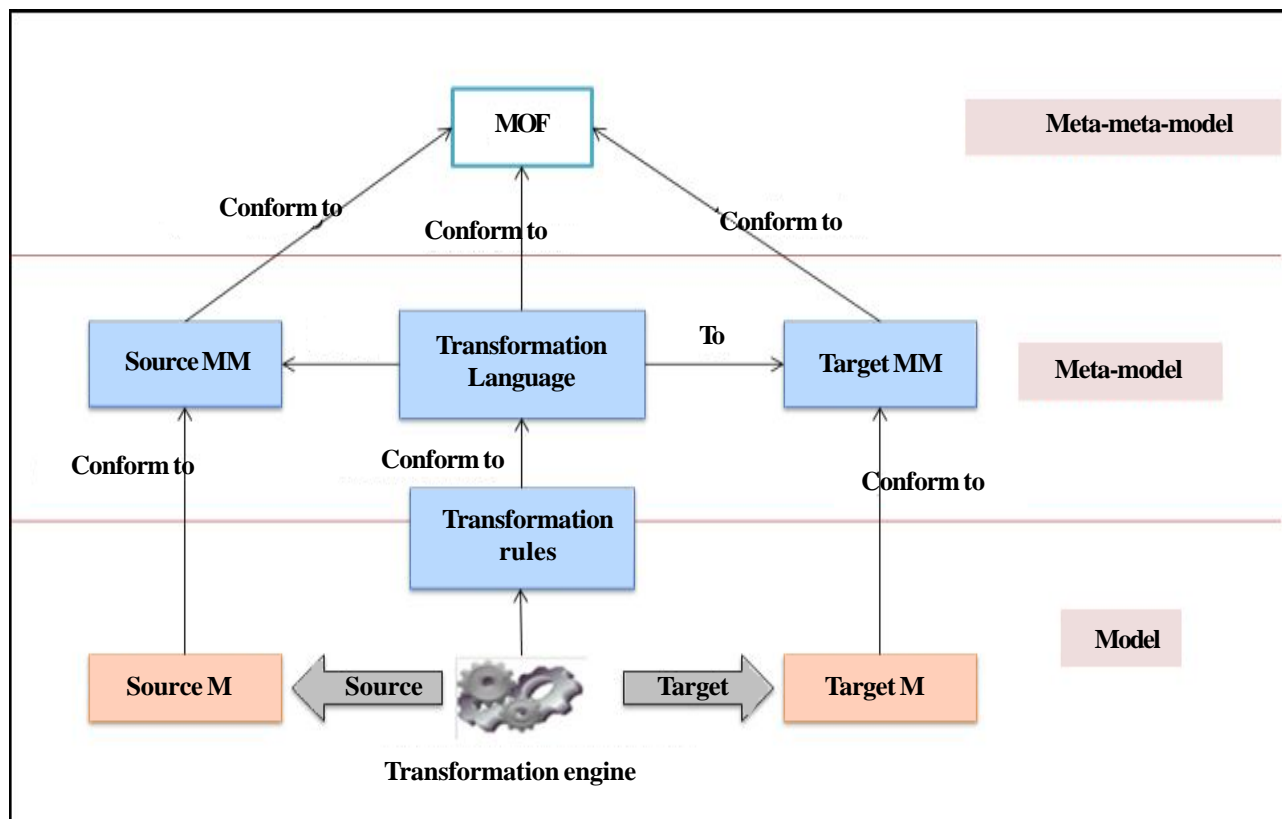 MOF
Meta-meta-model
Conform to
Conform to
Conform to
Source MM
Transformation
Language
To
Target MM
Meta-model
Conform to
Conform to
Conform to
Transformation
rules
Model
Source M
Source
Target
Target M
Transformation engine